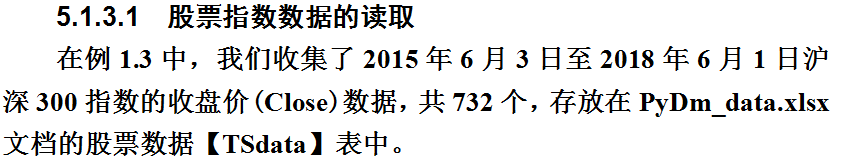 5.1.3.1 股票指数数据的读取
在例 1.3 中，我们收集了 2015 年 6 月 3 日至 2018 年 6 月 1 日沪
深 300 指数的收盘价(Close)数据，共 732 个，存放在 PyDm_data.xlsx
文档的股票数据【TSdata】表中。